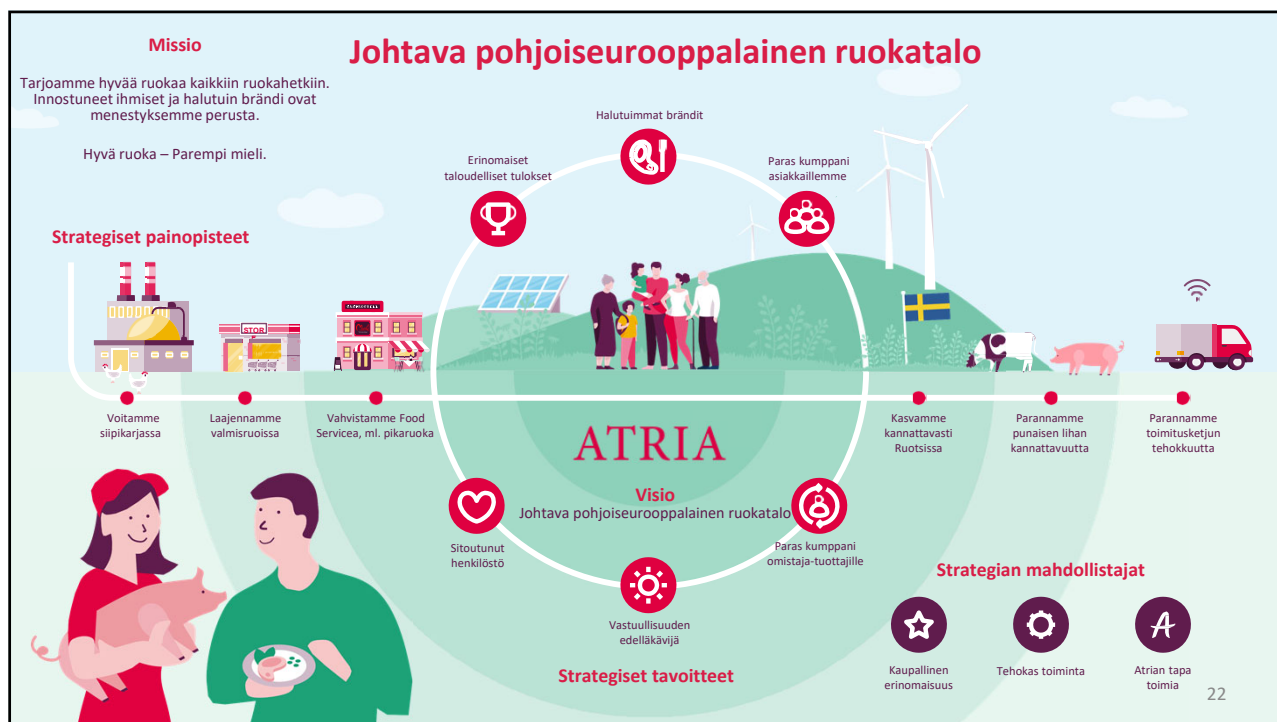 Missio
Johtava pohjoiseurooppalainen ruokatalo
Tarjoamme hyvää ruokaa kaikkiin ruokahetkiin.
Innostuneet ihmiset ja halutuin brändi ovat
menestyksemme perusta.
Hyvä ruoka – Parempi mieli.
Halutuimmat brändit
Erinomaiset
taloudelliset tulokset
Paras kumppani
asiakkaillemme
Strategiset painopisteet
STOR
Voitamme
siipikarjassa
Laajennamme
valmisruoissa
Vahvistamme Food
Servicea, ml. pikaruoka
Kasvamme
kannattavasti
Ruotsissa
Parannamme
punaisen lihan
kannattavuutta
Parannamme
toimitusketjun
tehokkuutta
ATRIA
Visio
Johtava pohjoiseurooppalainen ruokatalo
Sitoutunut
henkilöstö
Paras kumppani
omistaja-tuottajille
Vastuullisuuden
edelläkävijä
Strategiset tavoitteet
Strategian mahdollistajat
A
Kaupallinen
erinomaisuus
Tehokas toiminta
Atrian tapa
toimia
22